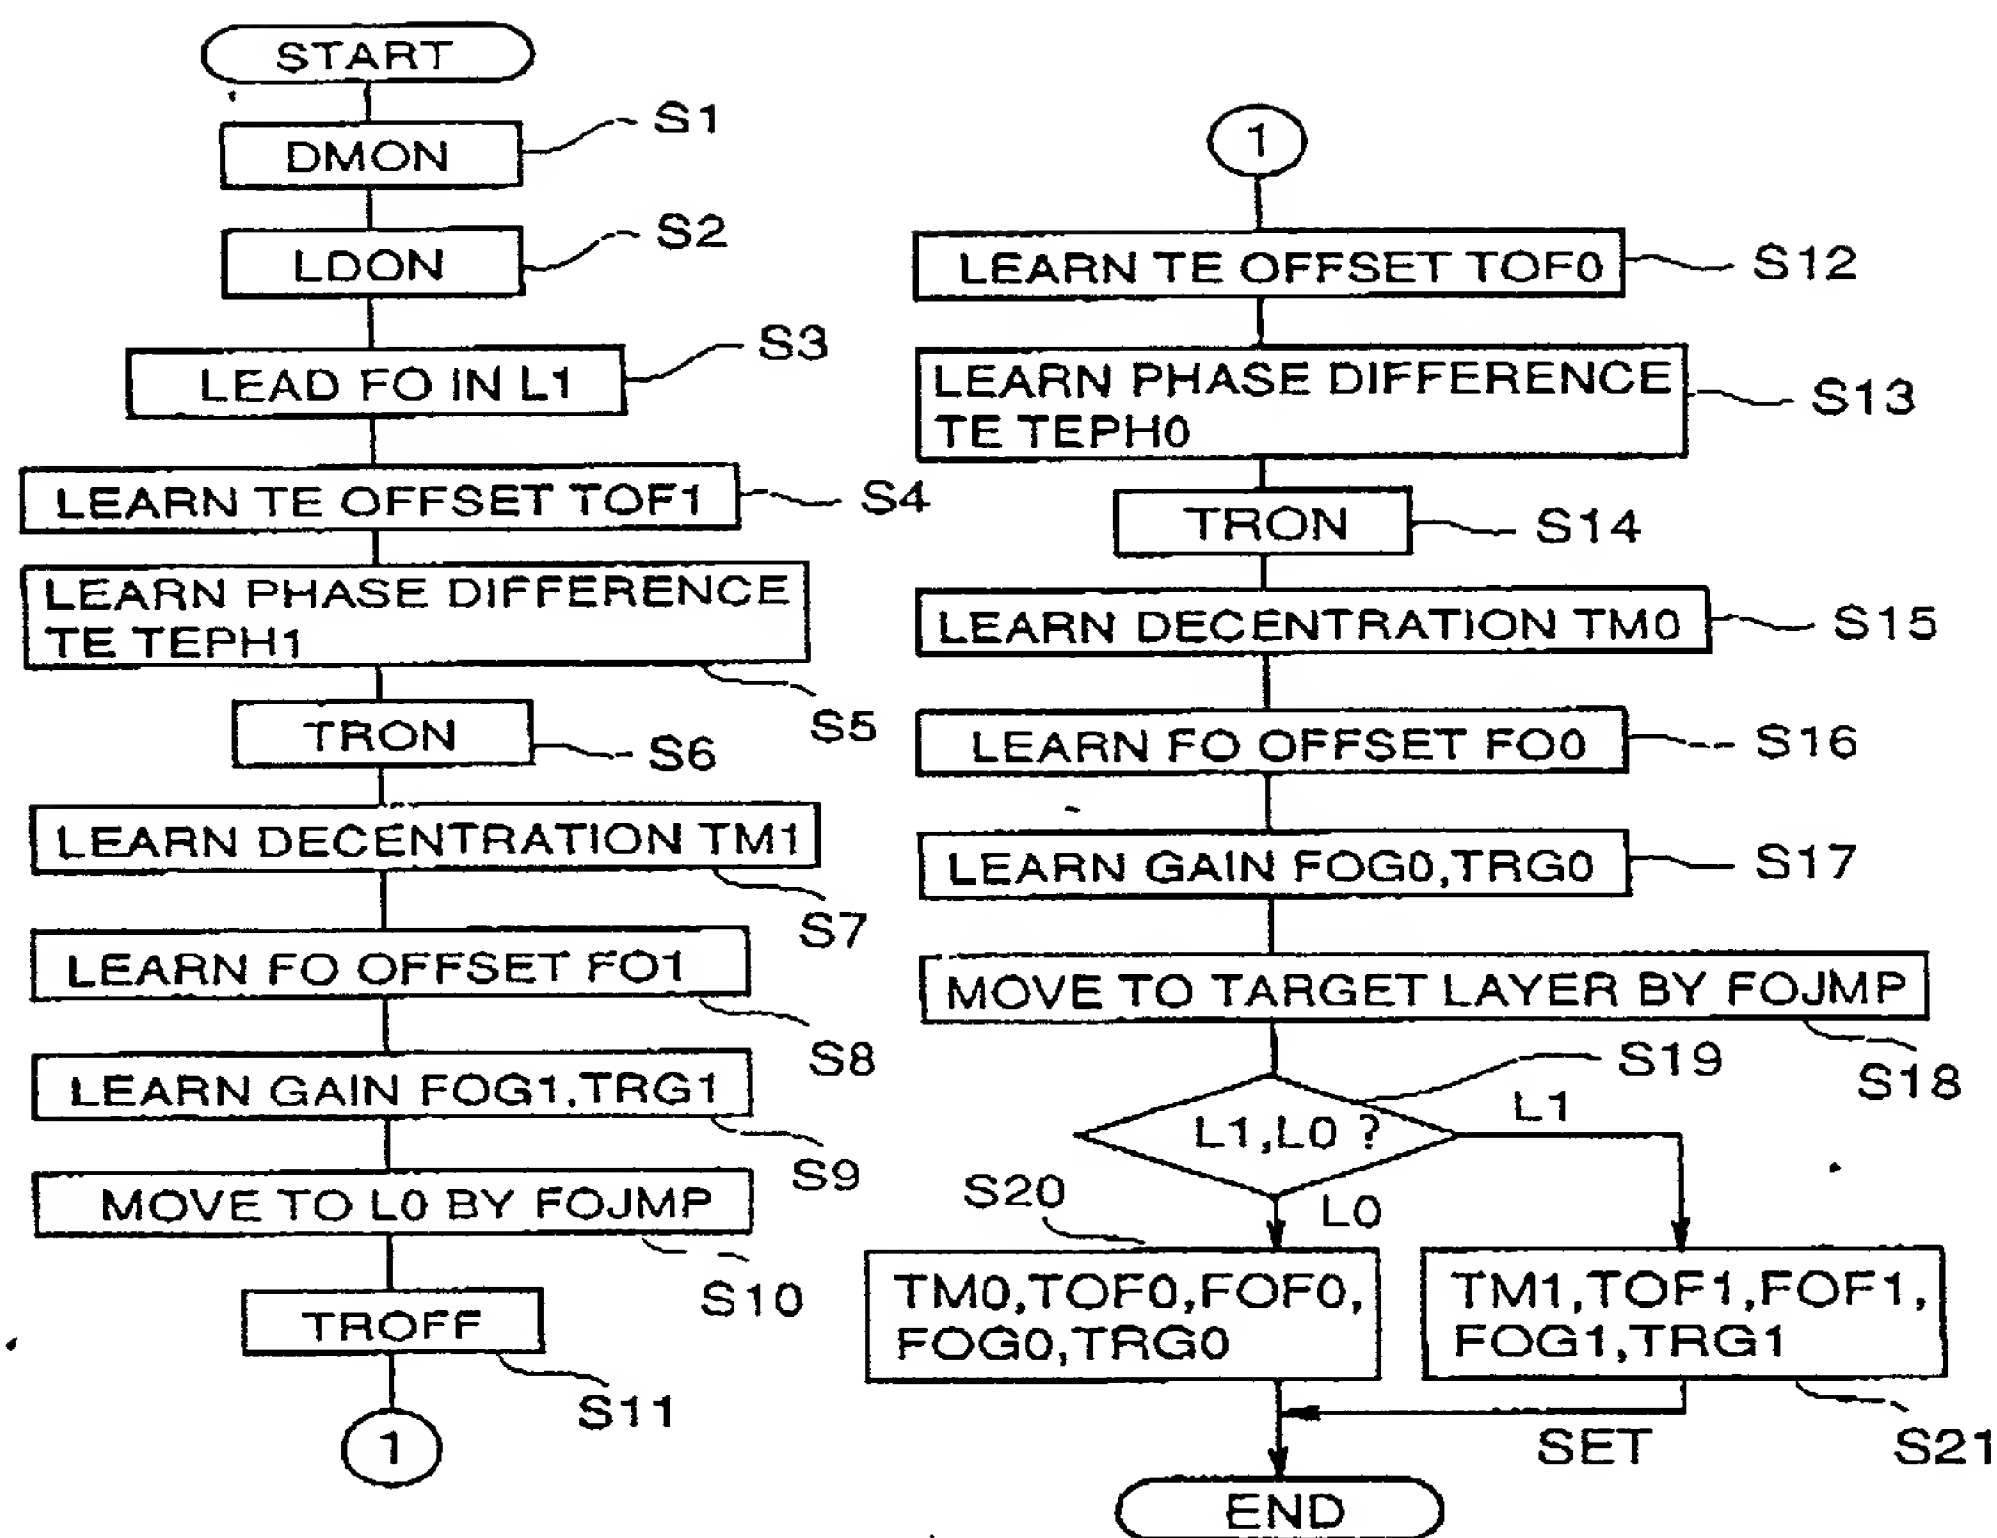 START
DMON
S1
LDON
S2
LEAD FO IN L1
S3
LEARN TE OFFSET TOF1
S4
LEARN PHASE DIFFERENCE
TE TEPH1
S5
TRON
S6
LEARN DECENTRATION TM1
S7
LEARN FO OFFSET FO1
S8
LEARN GAIN FOG1.TRG1
S9
MOVE TO L0 BY FOJMP
S10
TROFF
S11
1
1
LEARN TE OFFSET TOF0
S12
LEARN PHASE DIFFERENCE
TE TEPH0
S13
TRON
S14
LEARN DECENTRATION TM0
S15
LEARN FO OFFSET FO0
S16
LEARN GAIN FOG0,TRG0
S17
MOVE TO TARGET LAYER BY FOJMP
S18
L1,L0 ?
S19
L1
L0
S20
TM0,TOF0,FOF0,
FOG0,TRG0
TM1,TOF1,FOF1,
FOG1,TRG1
S21
SET
END